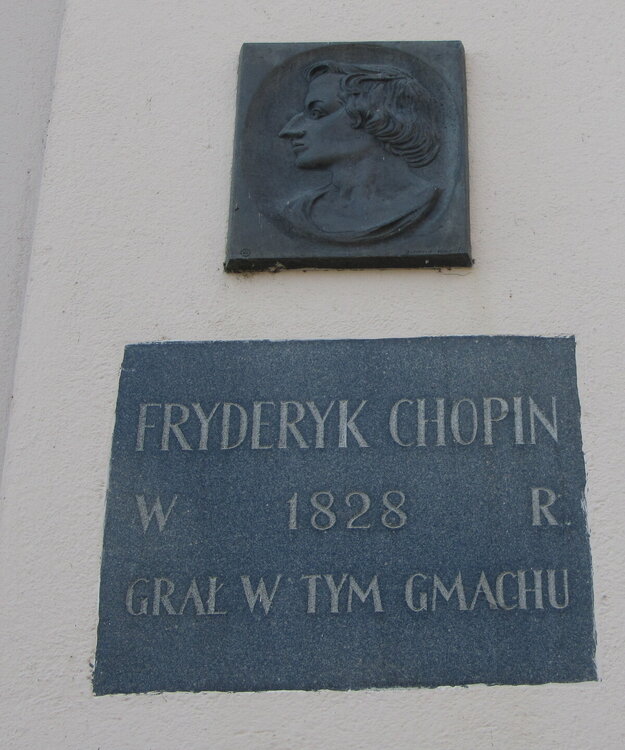 FRYDERYK CHOPIN
W 1828 R.
GRAŁ W TYM GMACHU